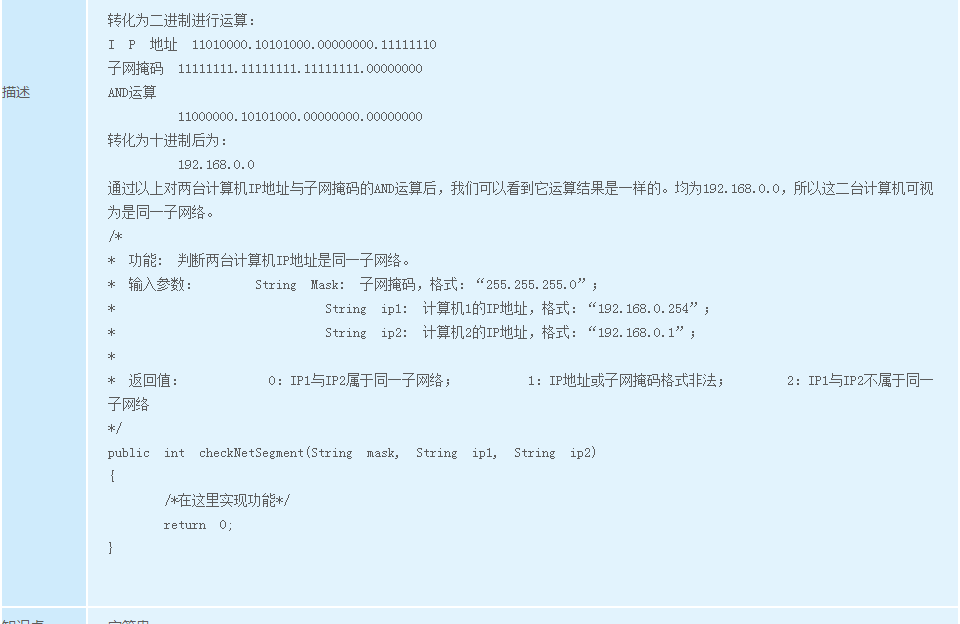 转化为二进制进行运算：
I P 地址 11010000.10101000.00000000.11111110
子网掩码 11111111.11111111.11111111.00000000
描述
AND运算
11000000.10101000.00000000.00000000
转化为十进制后为：
192.168.0.0
通过以上对两台计算机IP地址与子网掩码的AND运算后，我们可以看到它运算结果是一样的。均为192.168.0.0，所以这二台计算机可视
为是同一子网络。
/*
* 功能: 判断两台计算机IP地址是同一子网络。
* 输入参数： String Mask: 子网掩码，格式：“255.255.255.0”；
* String ip1: 计算机1的IP地址，格式：“192.168.0.254”；
* String ip2: 计算机2的IP地址，格式：“192.168.0.1”；
*
* 返回值： 0：IP1与IP2属于同一子网络； 1：IP地址或子网掩码格式非法； 2：IP1与IP2不属于同一
子网络
*/
public int checkNetSegment(String mask, String ip1, String ip2)
{
/*在这里实现功能*/
return 0;
}